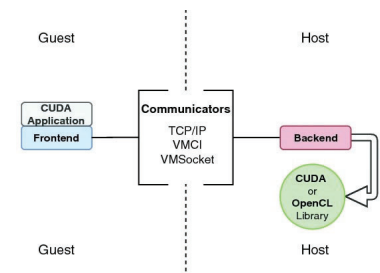 Guest
Host
CUDA
Application
Frontend
Communicators
TCP/IP
VMCI
VMSocket
Backend
CUDA
or
OpenCL
Library
Guest
Host